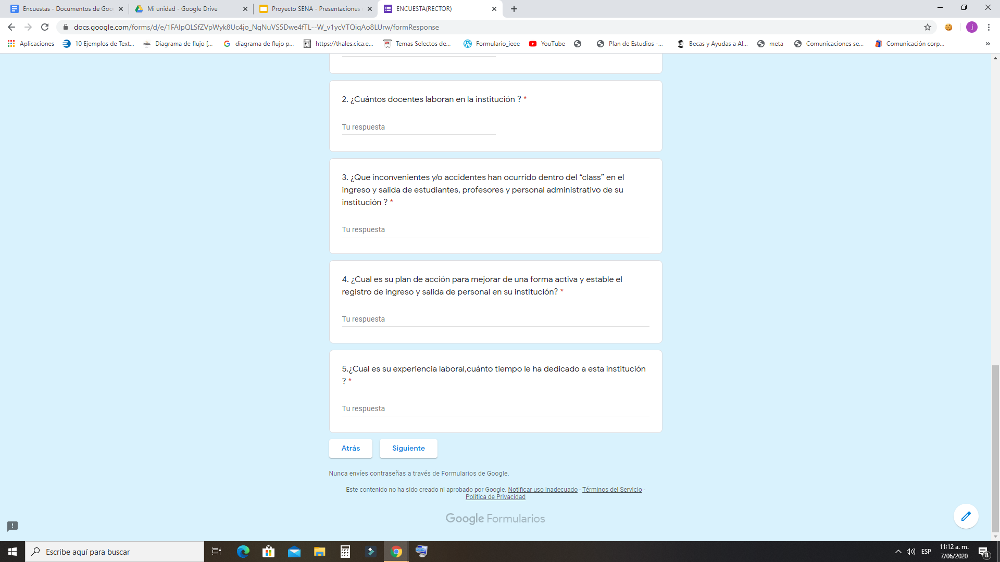 Encuestas - Documentos de Goo
Mi unidad - Google Drive
Proyecto SENA - Presentaciones
ENCUESTA(RECTOR)
docs.google.com/forms/d/e/1FAIpQLSfZVpWyk8Uc4jo_NgNuVS5Dwe4fTL--W_v1ycVTQiqAo8LUrw/formResponse
j
Aplicaciones
10 Ejemplos de Text...
Diagrama de flujo [...
diagrama de flujo p...
https://thales.cica.e...
Temas Selectos de...
Formulario_ieee
YouTube
Plan de Estudios -...
Becas y Ayudas a Al...
meta
Comunicaciones se...
Comunicación corp...
»
2. ¿Cuántos docentes laboran en la institución ? *
Tu respuesta
3. ¿Que inconvenientes y/o accidentes han ocurrido dentro del “class” en el
ingreso y salida de estudiantes, profesores y personal administrativo de su
institución ? *
Tu respuesta
4. ¿Cual es su plan de acción para mejorar de una forma activa y estable el
registro de ingreso y salida de personal en su institución? *
Tu respuesta
5.¿Cual es su experiencia laboral,cuánto tiempo le ha dedicado a esta institución
? *
Tu respuesta
Atrás
Siguiente
Nunca envíes contraseñas a través de Formularios de Google.
Este contenido no ha sido creado ni aprobado por Google. Notificar uso inadecuado - Términos del Servicio -
Política de Privacidad
Google Formularios
Escribe aquí para buscar
ESP
11:12 a. m.
7/06/2020
8